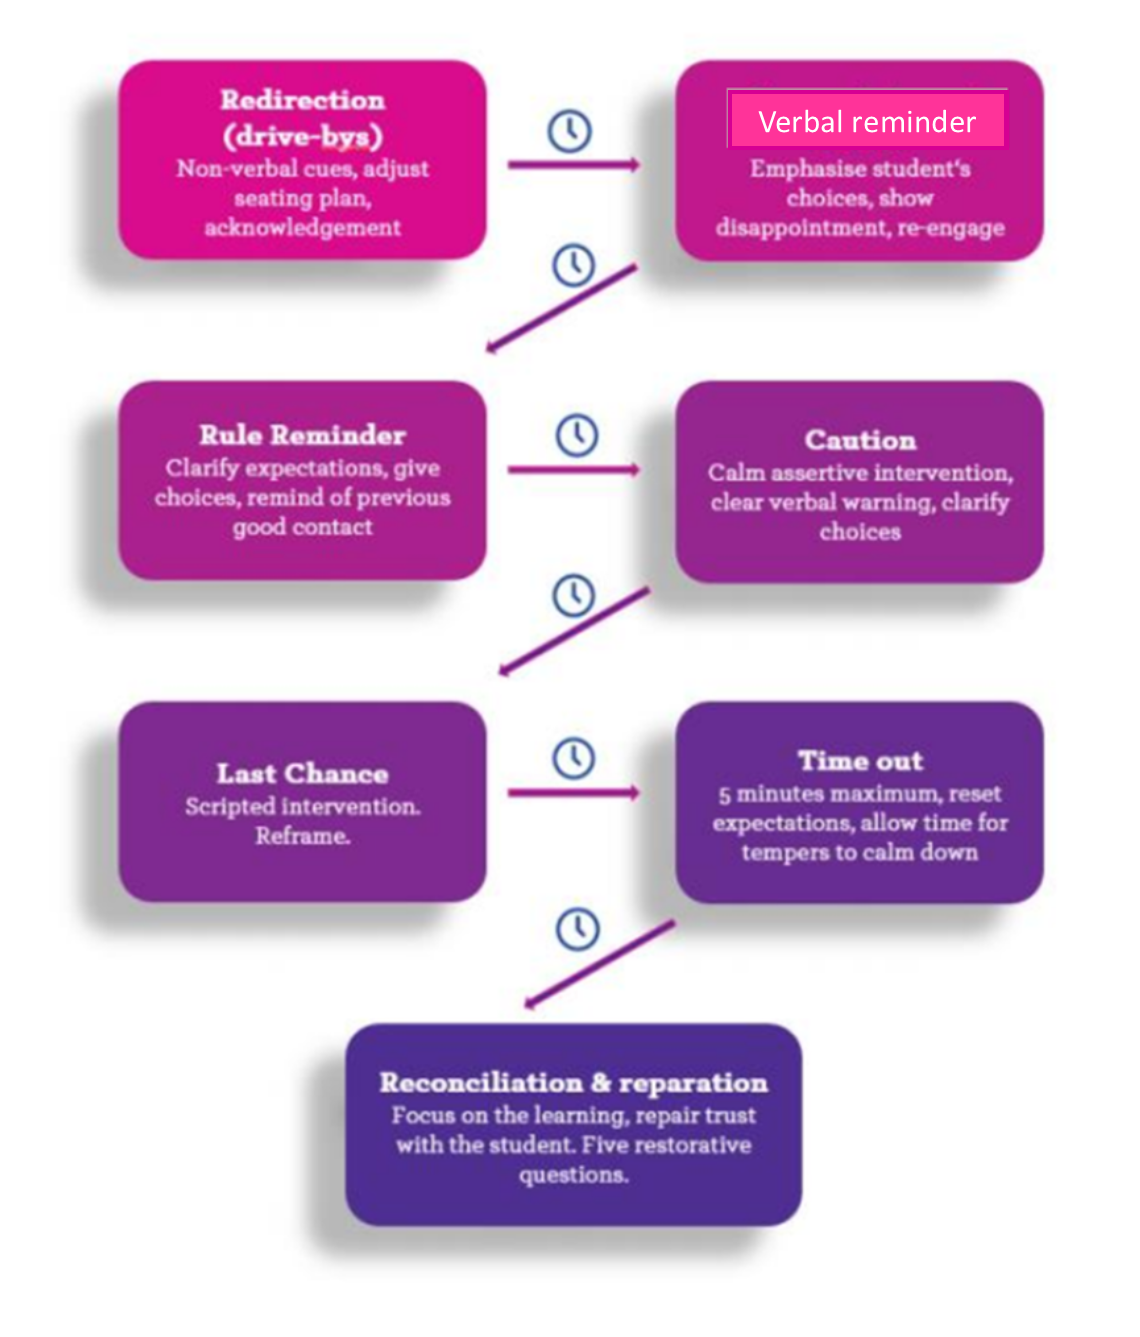 Redirection
(drive-bys)
Non-verbal cues, adjust
seating plan,
acknowledgement
Verbal reminder
Emphasise student‘s
choices, show
disappointment, re-engage
Rule Reminder
Clarify expectations, give
choices, remind of previous
good contact
Caution
Calm assertive intervention,
clear verbal warning, clarify
choices
Last Chance
Scripted intervention.
Reframe.
Time out
5 minutes maximum, reset
expectations, allow time for
tempers to calm down
Reconciliation & reparation
Focus on the learning, repair trust
with the student. Five restorative
questions.